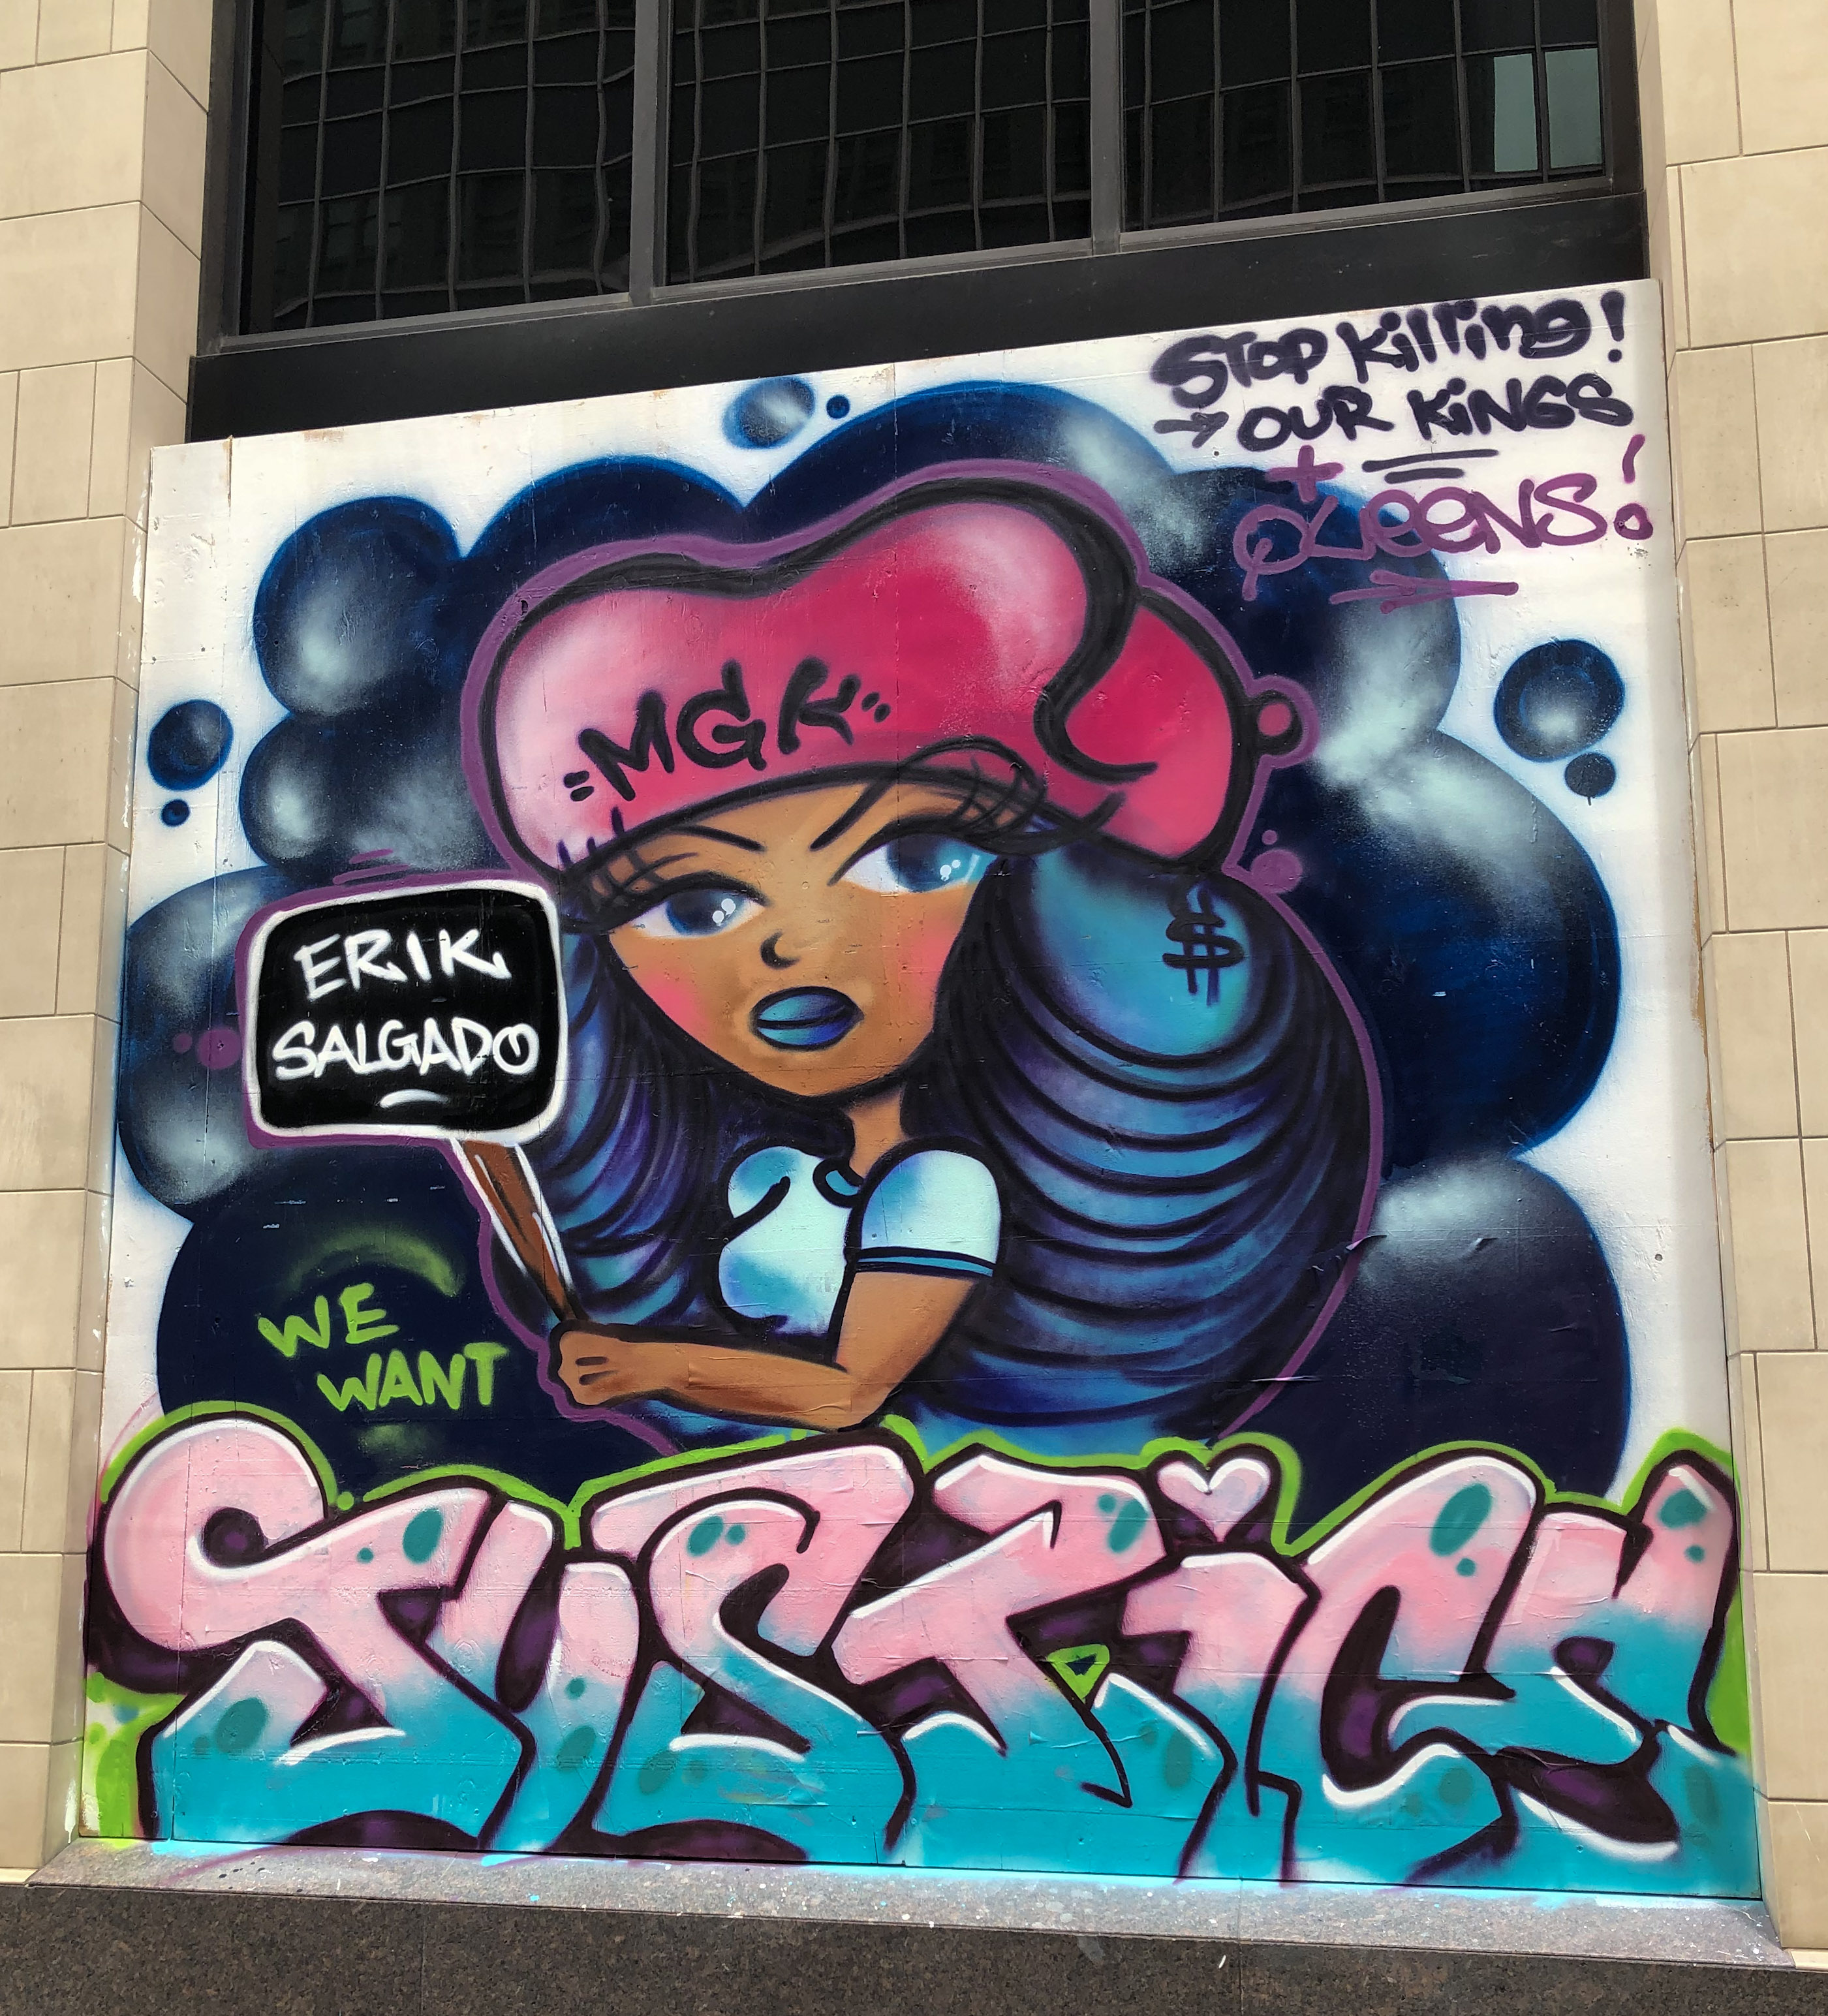 STOP Killing!
→ OUR KiNGS
+ QUEENS!
"MGK"
$
ERIK
SALGADO
WE
WANT
JUSTiCe